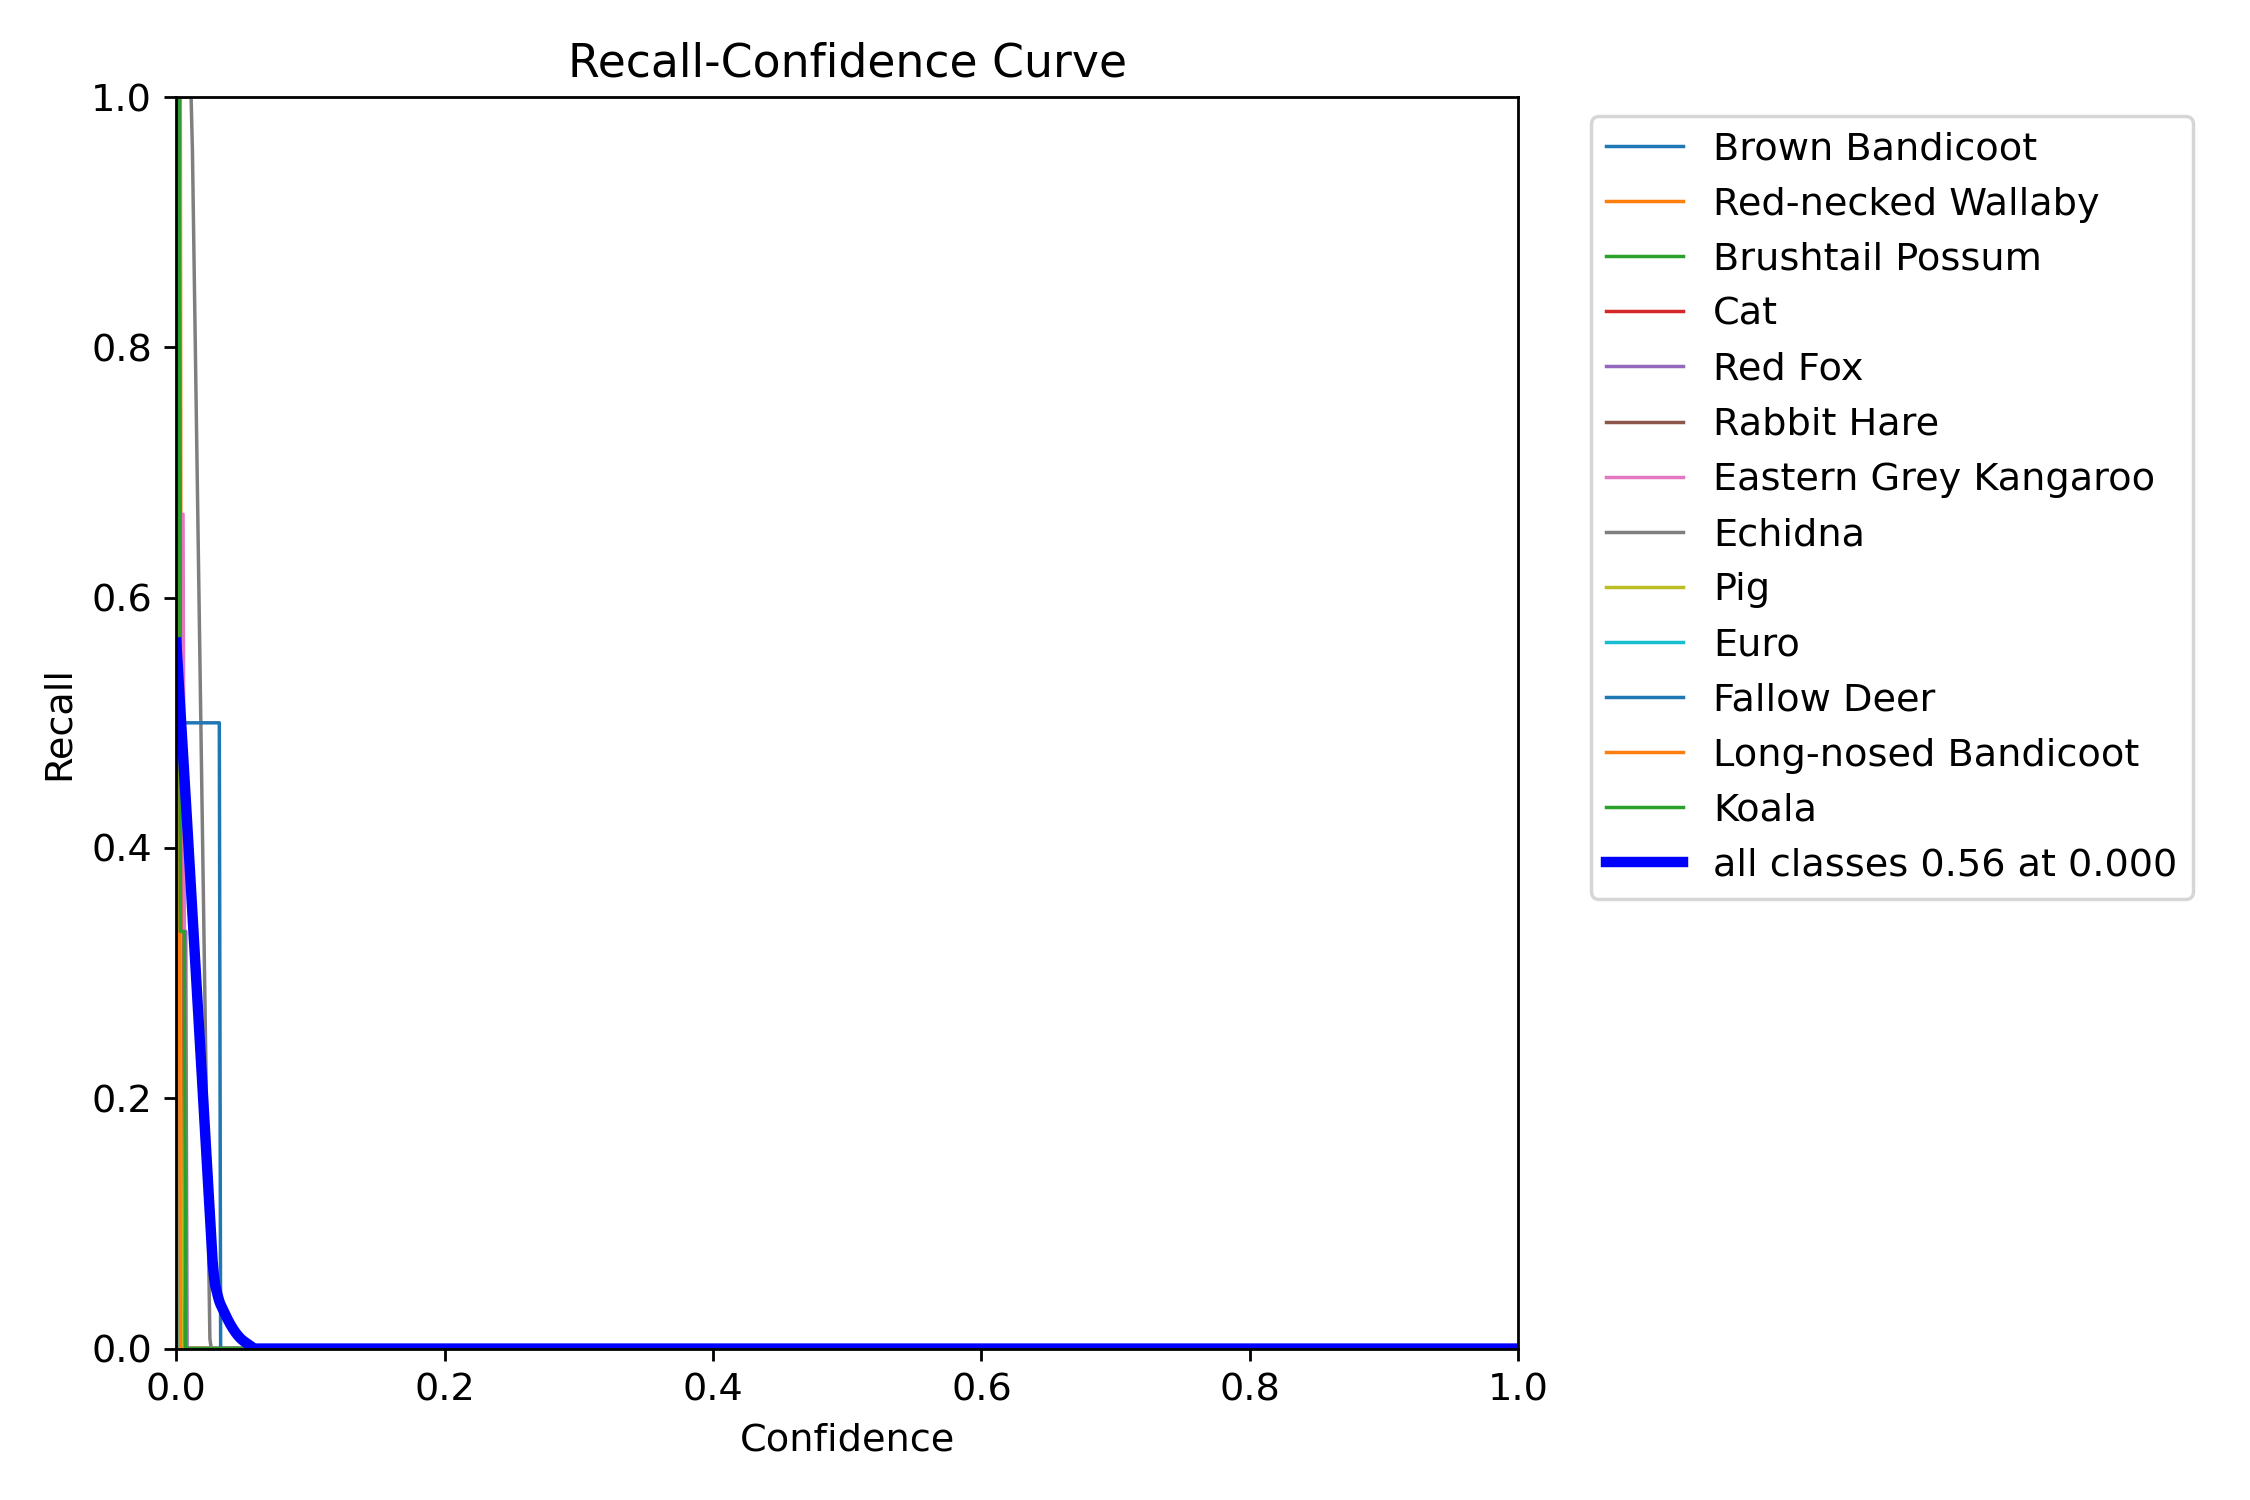 Recall-Confidence Curve
1.0
0.8
0.6
0.4
0.2
0.0
Recall
0.0 0.2 0.4 0.6 0.8 1.0
Confidence
Brown Bandicoot
Red-necked Wallaby
Brushtail Possum
Cat
Red Fox
Rabbit Hare
Eastern Grey Kangaroo
Echidna
Pig
Euro
Fallow Deer
Long-nosed Bandicoot
Koala
all classes 0.56 at 0.000